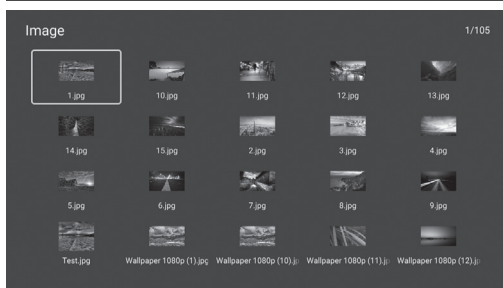 Image 1/105
1.jpg 10.jpg 11.jpg 12.jpg 13.jpg
14.jpg 15.jpg 2.jpg 3.jpg 4.jpg
5.jpg 6.jpg 7.jpg 8.jpg 9.jpg
Test.jpg Wallpaper 1080p (1).jpg Wallpaper 1080p (10).jp Wallpaper 1080p (11).jp Wallpaper 1080p (12).jp